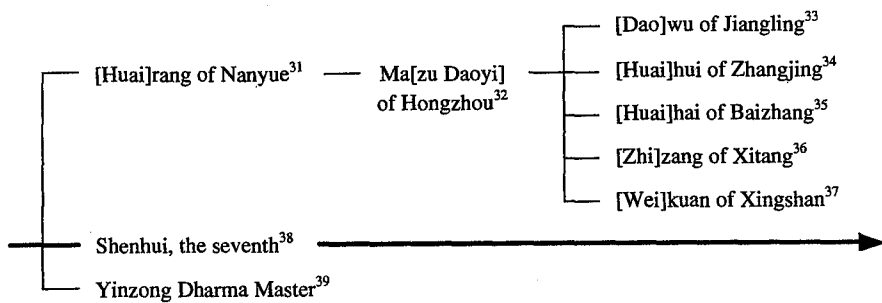 [Dao]wu of Jiangling³³
[Huai]rang of Nanyue³¹
Ma[zu Daoyi]
of Hongzhou³²
[Huai]hui of Zhangjing³⁴
[Huai]hai of Baizhang³⁵
[Zhi]zang of Xitang³⁶
[Wei]kuan of Xingshan³⁷
Shenhui, the seventh³⁸
Yinzong Dharma Master³⁹